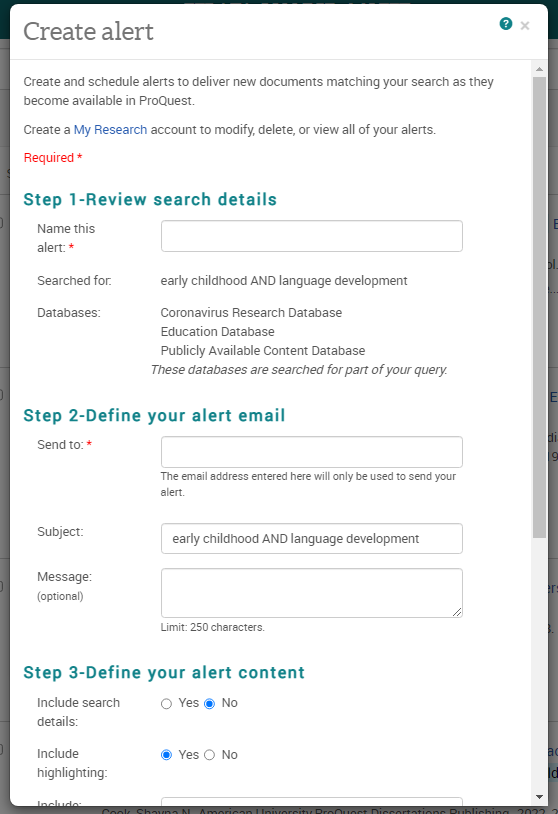 Create alert
Create and schedule alerts to deliver new documents matching your search as they
become available in ProQuest.
Create a My Research account to modify, delete, or view all of your alerts.
Required *
Step 1-Review search details
Name this
alert: *
Searched for: early childhood AND language development
Databases: Coronavirus Research Database
Education Database
Publicly Available Content Database
These databases are searched for part of your query.
Step 2-Define your alert email
Send to: *
The email address entered here will only be used to send your
alert.
Subject: early childhood AND language development
Message:
(optional)
Limit: 250 characters.
Step 3-Define your alert content
Include search
details: Yes No
Include
highlighting: Yes No
Include:
Cook, Shayna N. American University ProQuest Dissertations Publishing, 2022. 2